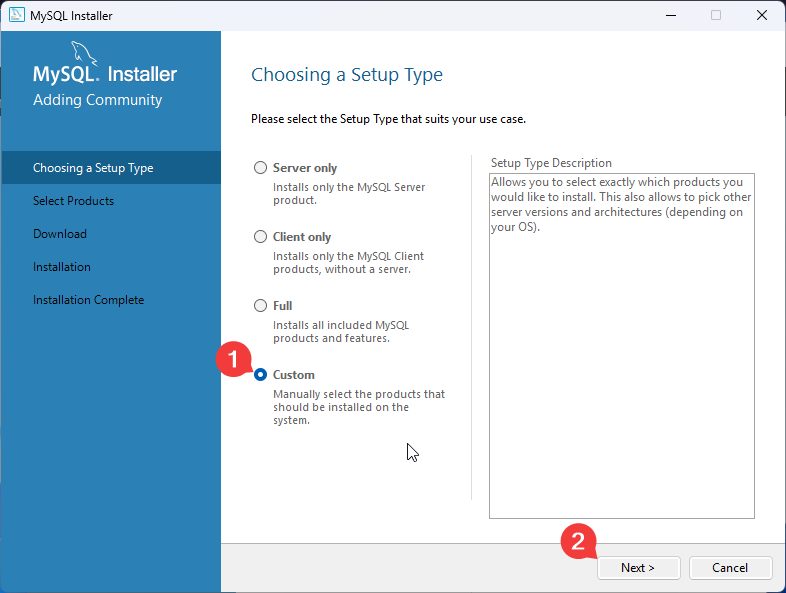 MySQL Installer
MySQL. Installer
Adding Community
Choosing a Setup Type
Select Products
Download
Installation
Installation Complete
Choosing a Setup Type
Please select the Setup Type that suits your use case.
Server only
Installs only the MySQL Server
product.
Client only
Installs only the MySQL Client
products, without a server.
Full
Installs all included MySQL
products and features.
1
Custom
Manually select the products that
should be installed on the
system.
Setup Type Description
Allows you to select exactly which products you
would like to install. This also allows to pick other
server versions and architectures (depending on
your OS).
2
Next >
Cancel